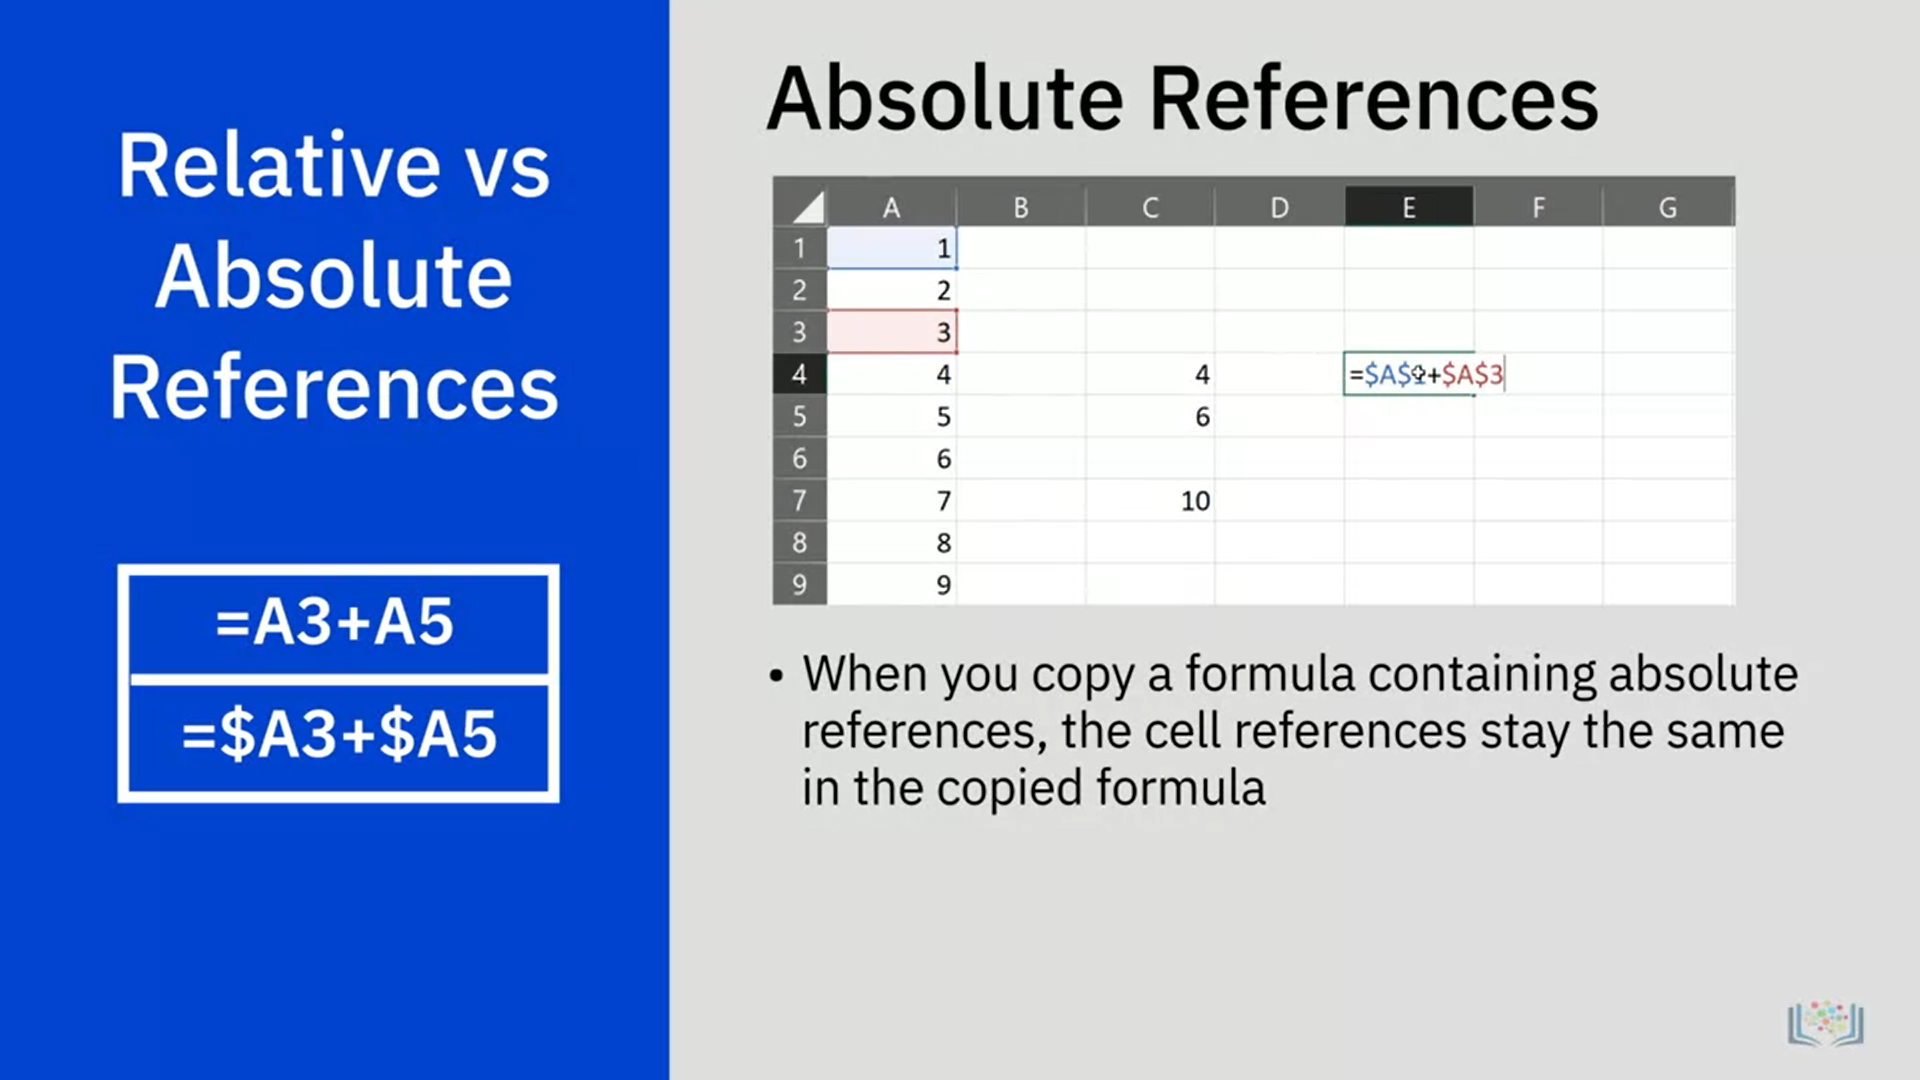 Relative vs
Absolute
References
=A3+A5
=$A3+$A5
Absolute References
A B C D E F G
1 1
2 2
3 3
4 4 4 =$A$1+$A$3
5 5 6
6 6
7 7 10
8 8
9 9
• When you copy a formula containing absolute
references, the cell references stay the same
in the copied formula